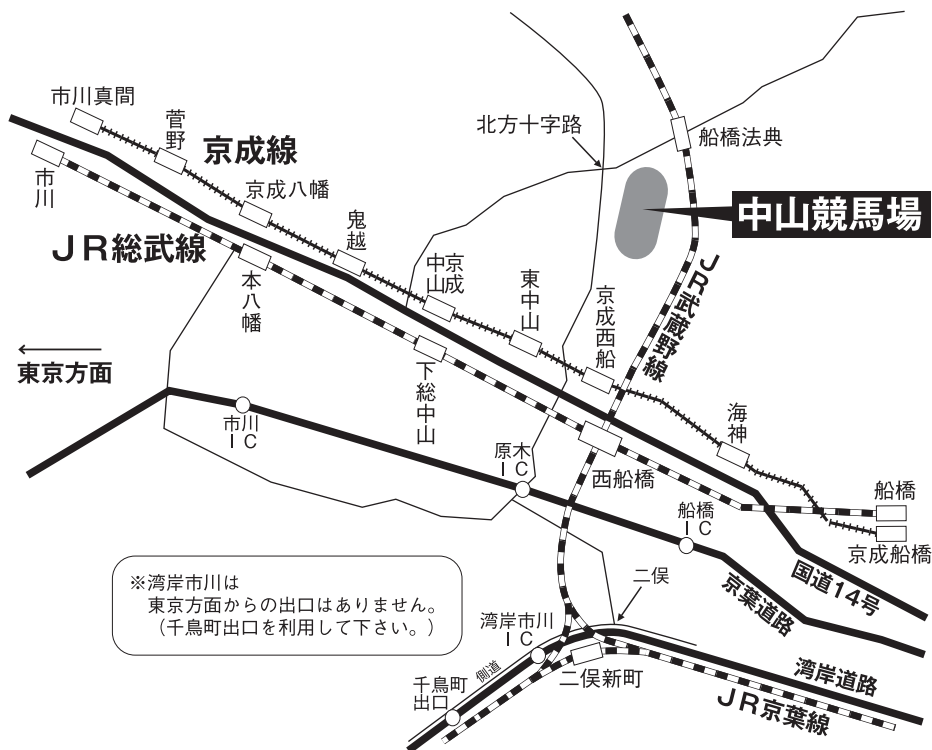 市川真間
菅野
京成線
北方十字路
船橋法典
市川
京成八幡
中山競馬場
鬼越
JR総武線
京成中山
東中山
本八幡
京成西船
JR武蔵野線
東京方面
下総中山
海神
市川IC
原木IC
西船橋
船橋
船橋IC
京成船橋
※湾岸市川は
東京方面からの出口はありません。
（千鳥町出口を利用して下さい。）
二俣
国道14号
京葉道路
湾岸市川IC
側道
二俣新町
湾岸道路
千鳥町
出口
JR京葉線